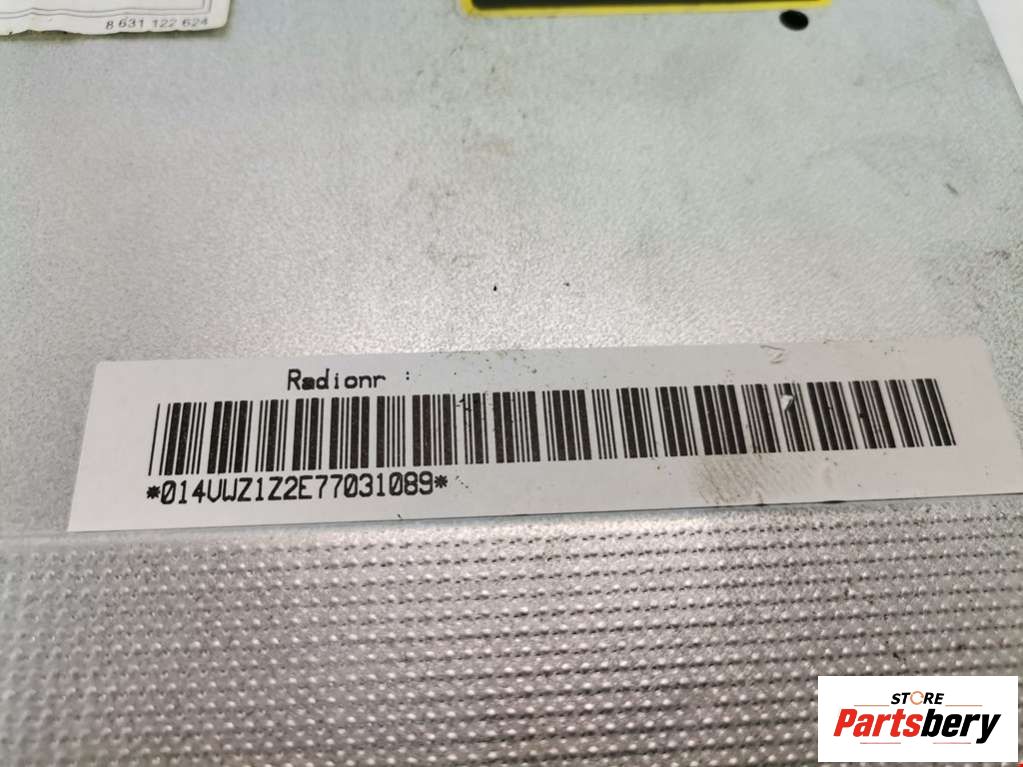 8 631 122 624
Radionr :
*014VWZ1Z2E77031089*
STORE
Partsbery